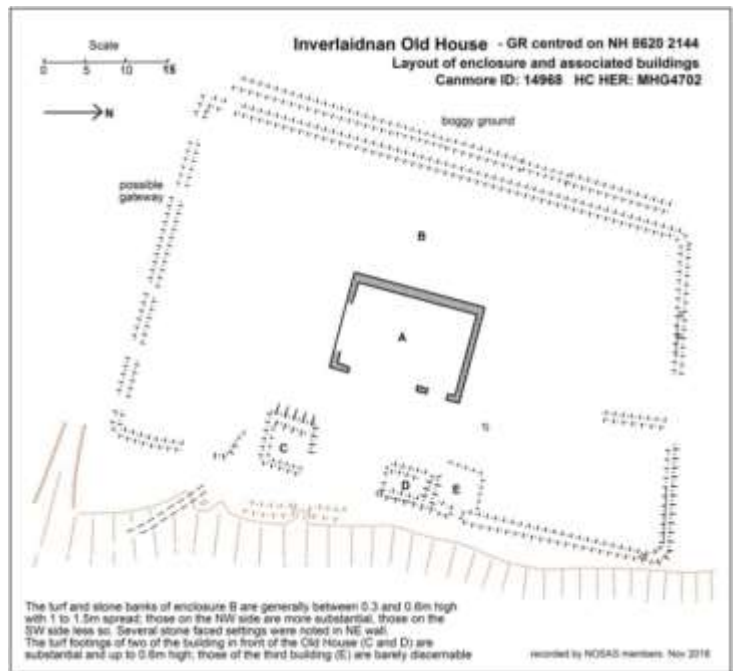 Scale
0 5 10 15
Inverlaidnan Old House - GR centred on NH 8620 2144
Layout of enclosure and associated buildings
Canmore ID: 14968 HC HER: MHG4702
N
boggy ground
possible
gateway
B
A
C
D
E
The turf and stone banks of enclosure B are generally between 0.3 and 0.6m high
with 1 to 1.5m spread; those on the NW side are more substantial, those on the
SW side less so. Several stone faced settings were noted in NE wall.
The turf footings of two of the building in front of the Old House (C and D) are
substantial and up to 0.6m high; those of the third building (E) are barely discernable
recorded by NOSAS members. Nov 2016